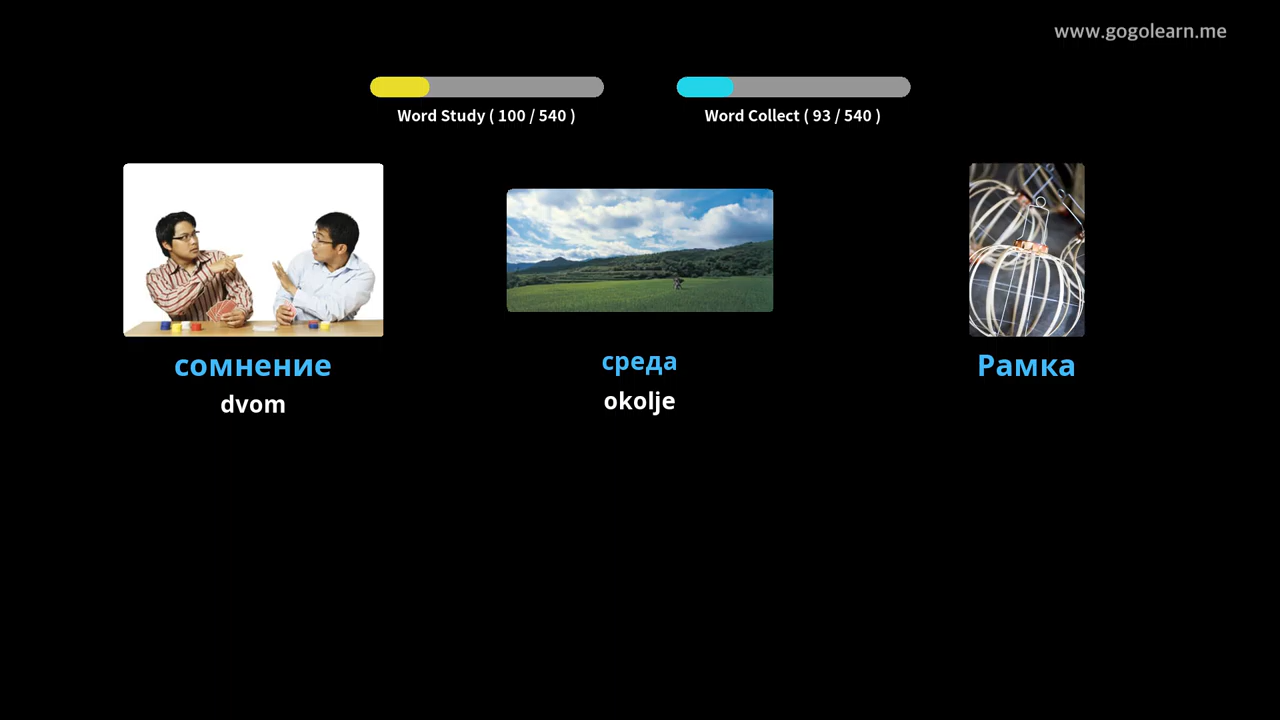 www.gogolearn.me
Word Study ( 100 / 540 )
Word Collect ( 93 / 540 )
сомнение
dvom
среда
okolje
Рамка